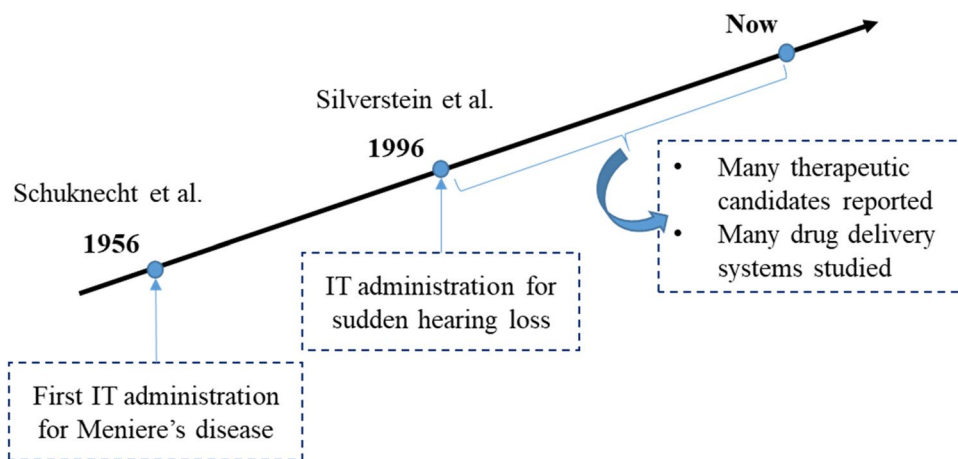 Now
Silverstein et al.
1996
Schuknecht et al.
1956
• Many therapeutic
candidates reported
• Many drug delivery
systems studied
IT administration for
sudden hearing loss
First IT administration
for Meniere’s disease